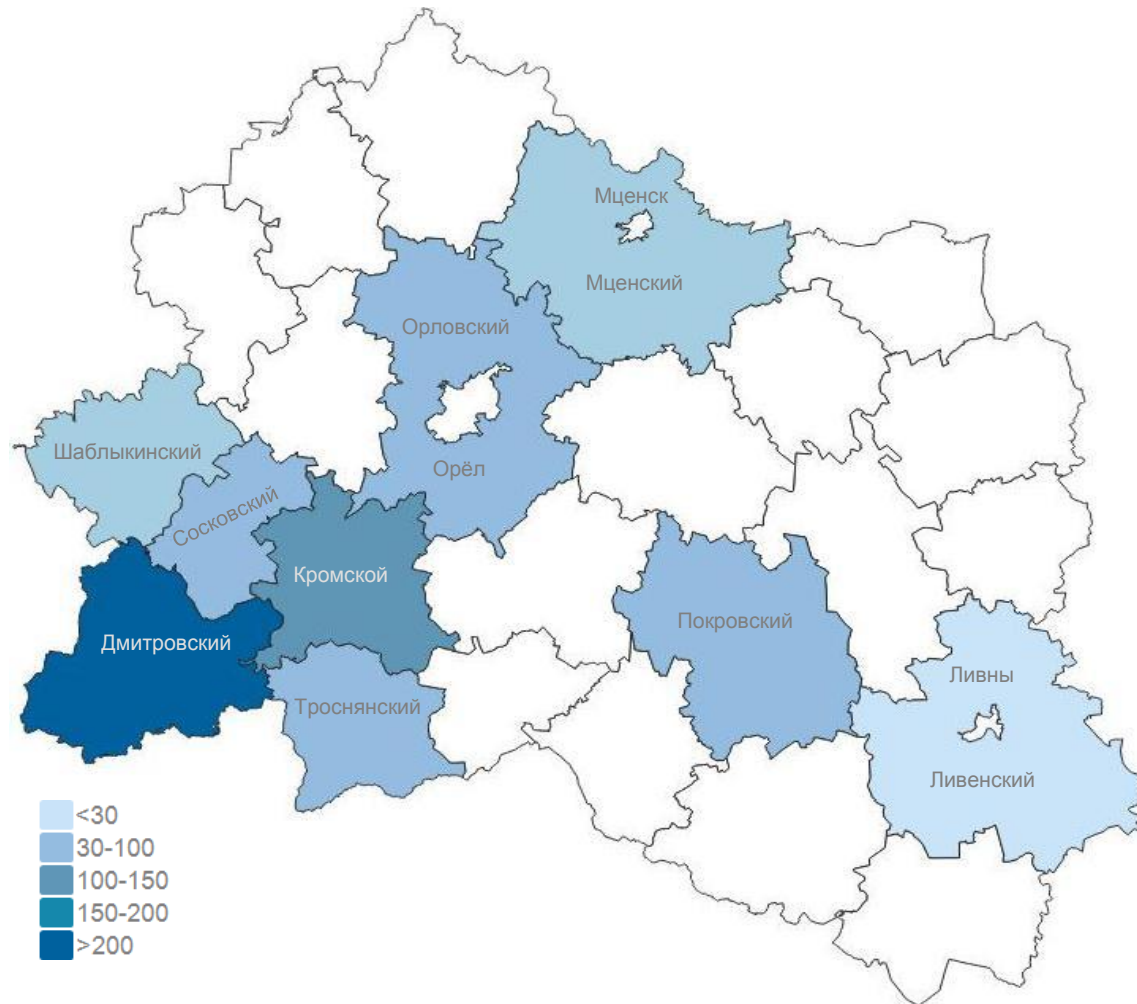 Мценск
Мценский
Орловский
Орёл
Шаблыкинский
Сосковский
Кромской
Дмитровский
Троснянский
Покровский
Ливны
Ливенский
<30
30-100
100-150
150-200
>200